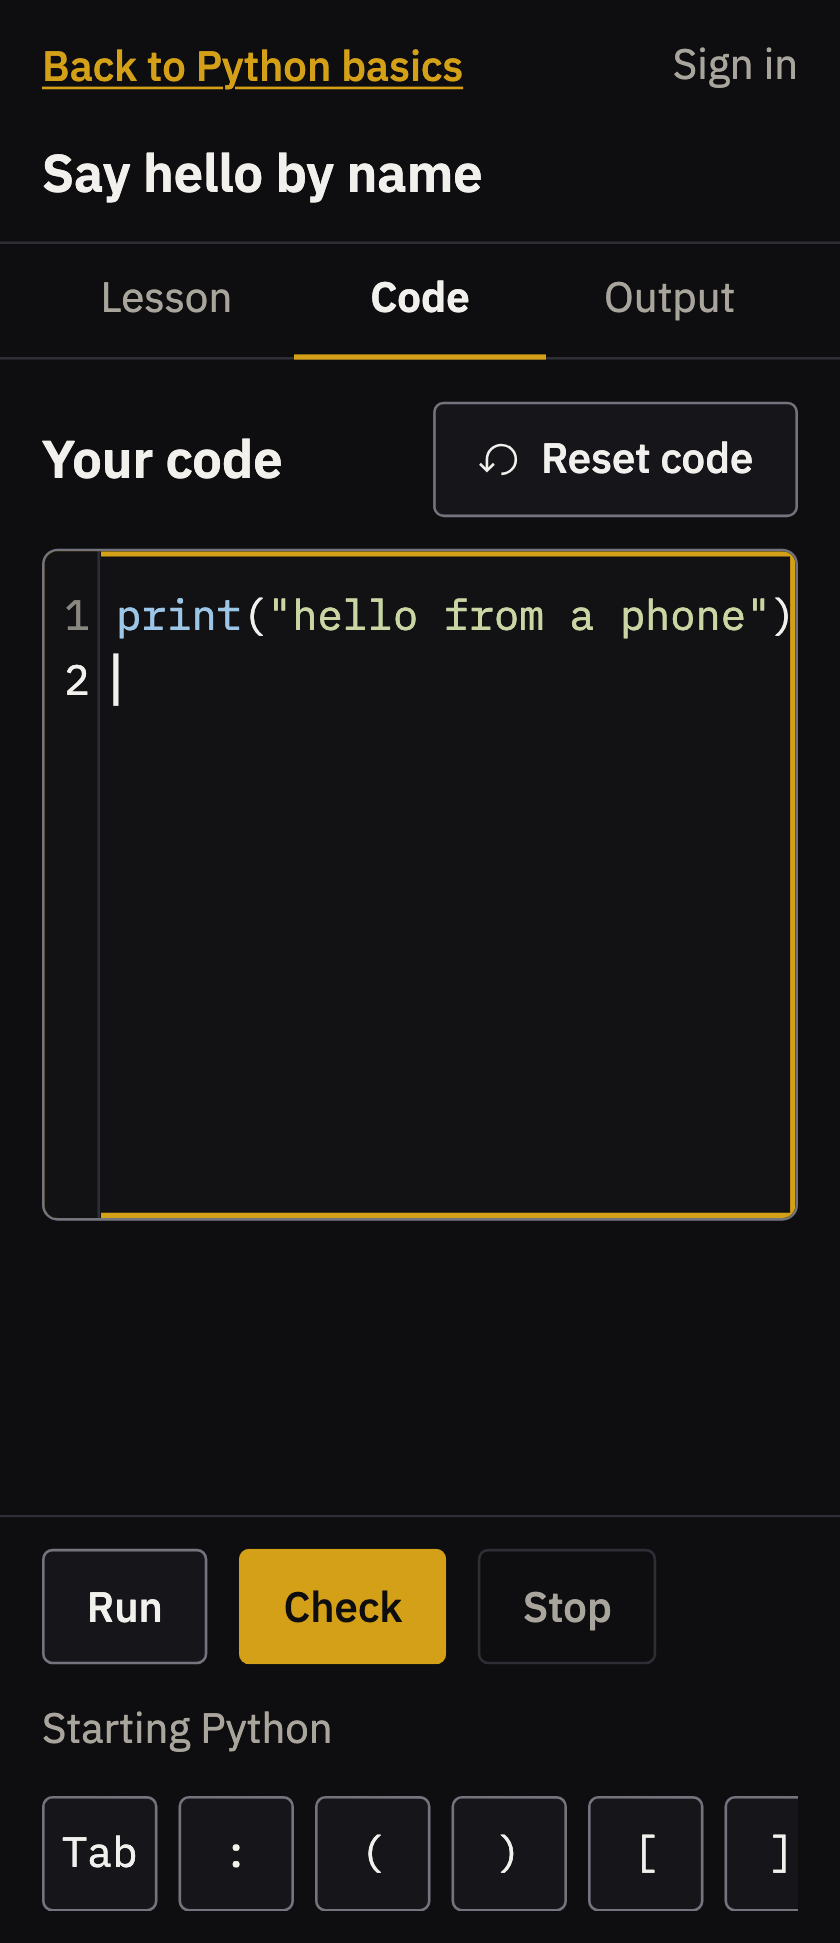 Back to Python basics
Sign in
Say hello by name
Lesson
Code
Output
Your code
Reset code
1 print("hello from a phone")
2
Run
Check
Stop
Starting Python
Tab : ( ) [ ]